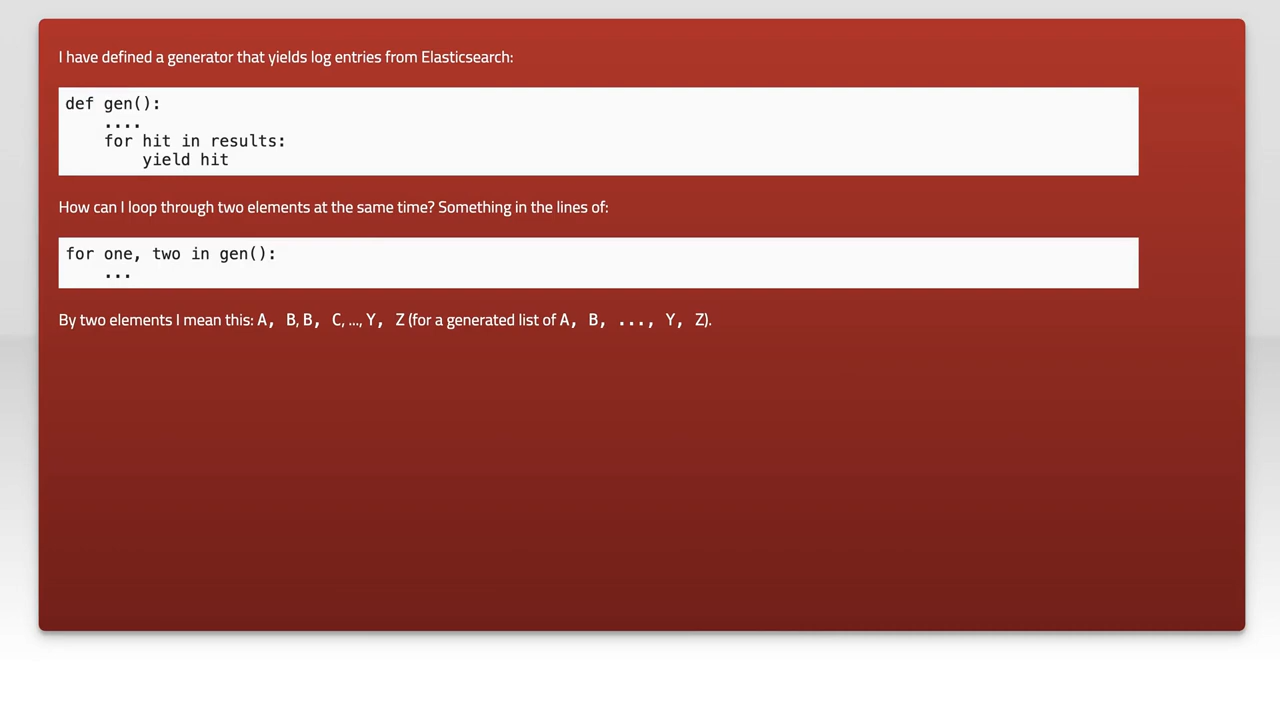 I have defined a generator that yields log entries from Elasticsearch:
def gen():
    ....
    for hit in results:
        yield hit
How can I loop through two elements at the same time? Something in the lines of:
for one, two in gen():
    ...
By two elements I mean this: A, B, B, C, ..., Y, Z (for a generated list of A, B, ..., Y, Z).